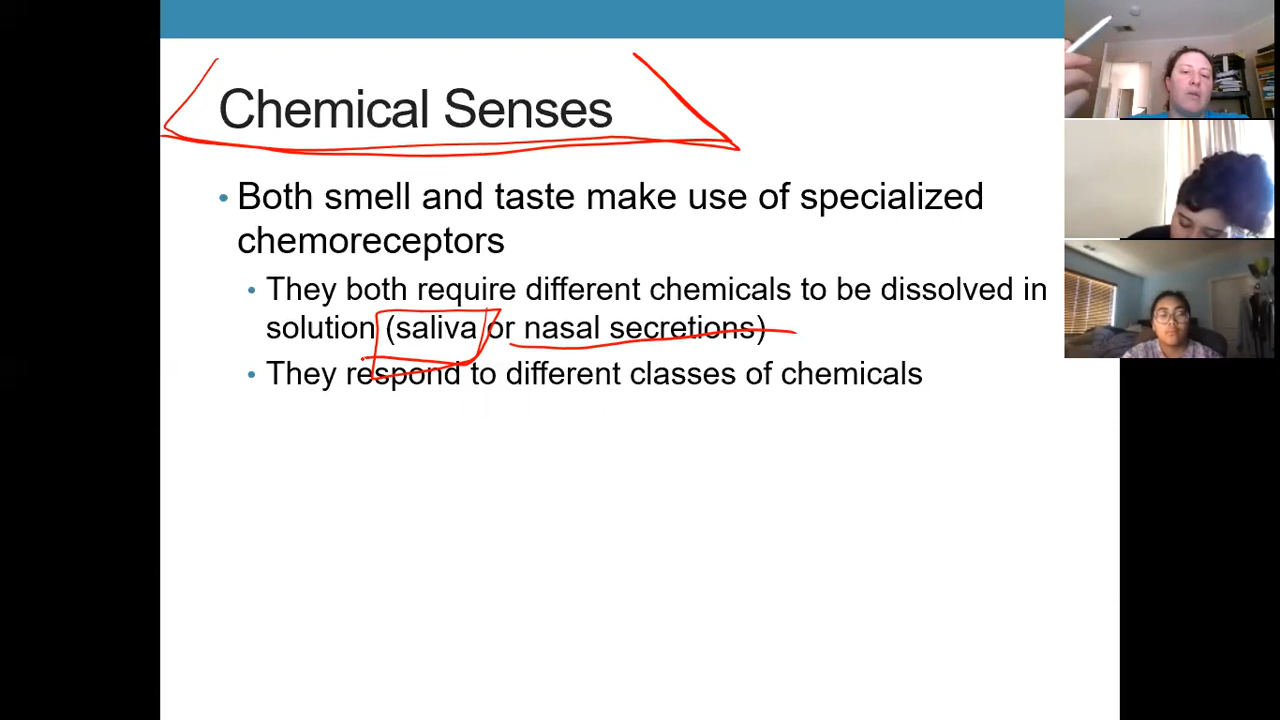 Chemical Senses
• Both smell and taste make use of specialized
chemoreceptors
• They both require different chemicals to be dissolved in
solution (saliva or nasal secretions)
• They respond to different classes of chemicals